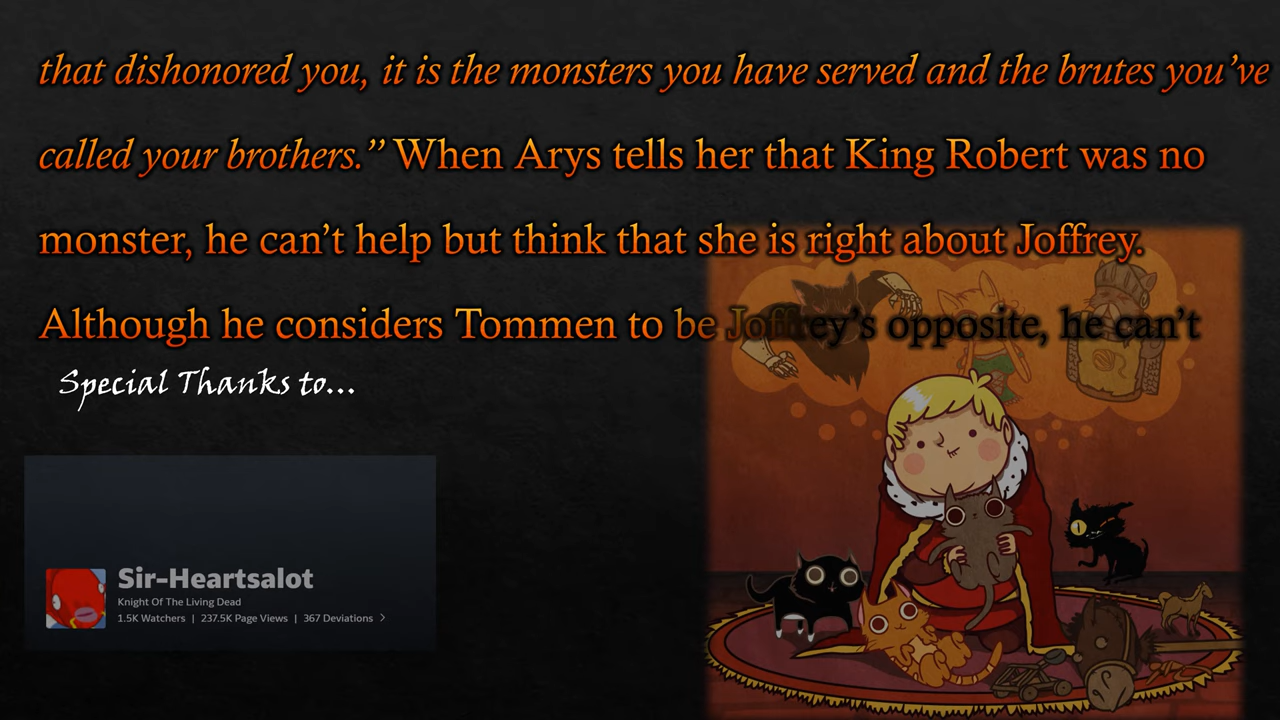 that dishonored you, it is the monsters you have served and the brutes you’ve
called your brothers.” When Arys tells her that King Robert was no
monster, he can’t help but think that she is right about Joffrey.
Although he considers Tommen to be Joffrey’s opposite, he can’t
Special Thanks to...
Sir-Heartsalot
Knight Of The Living Dead
1.5K Watchers | 237.5K Page Views | 367 Deviations >